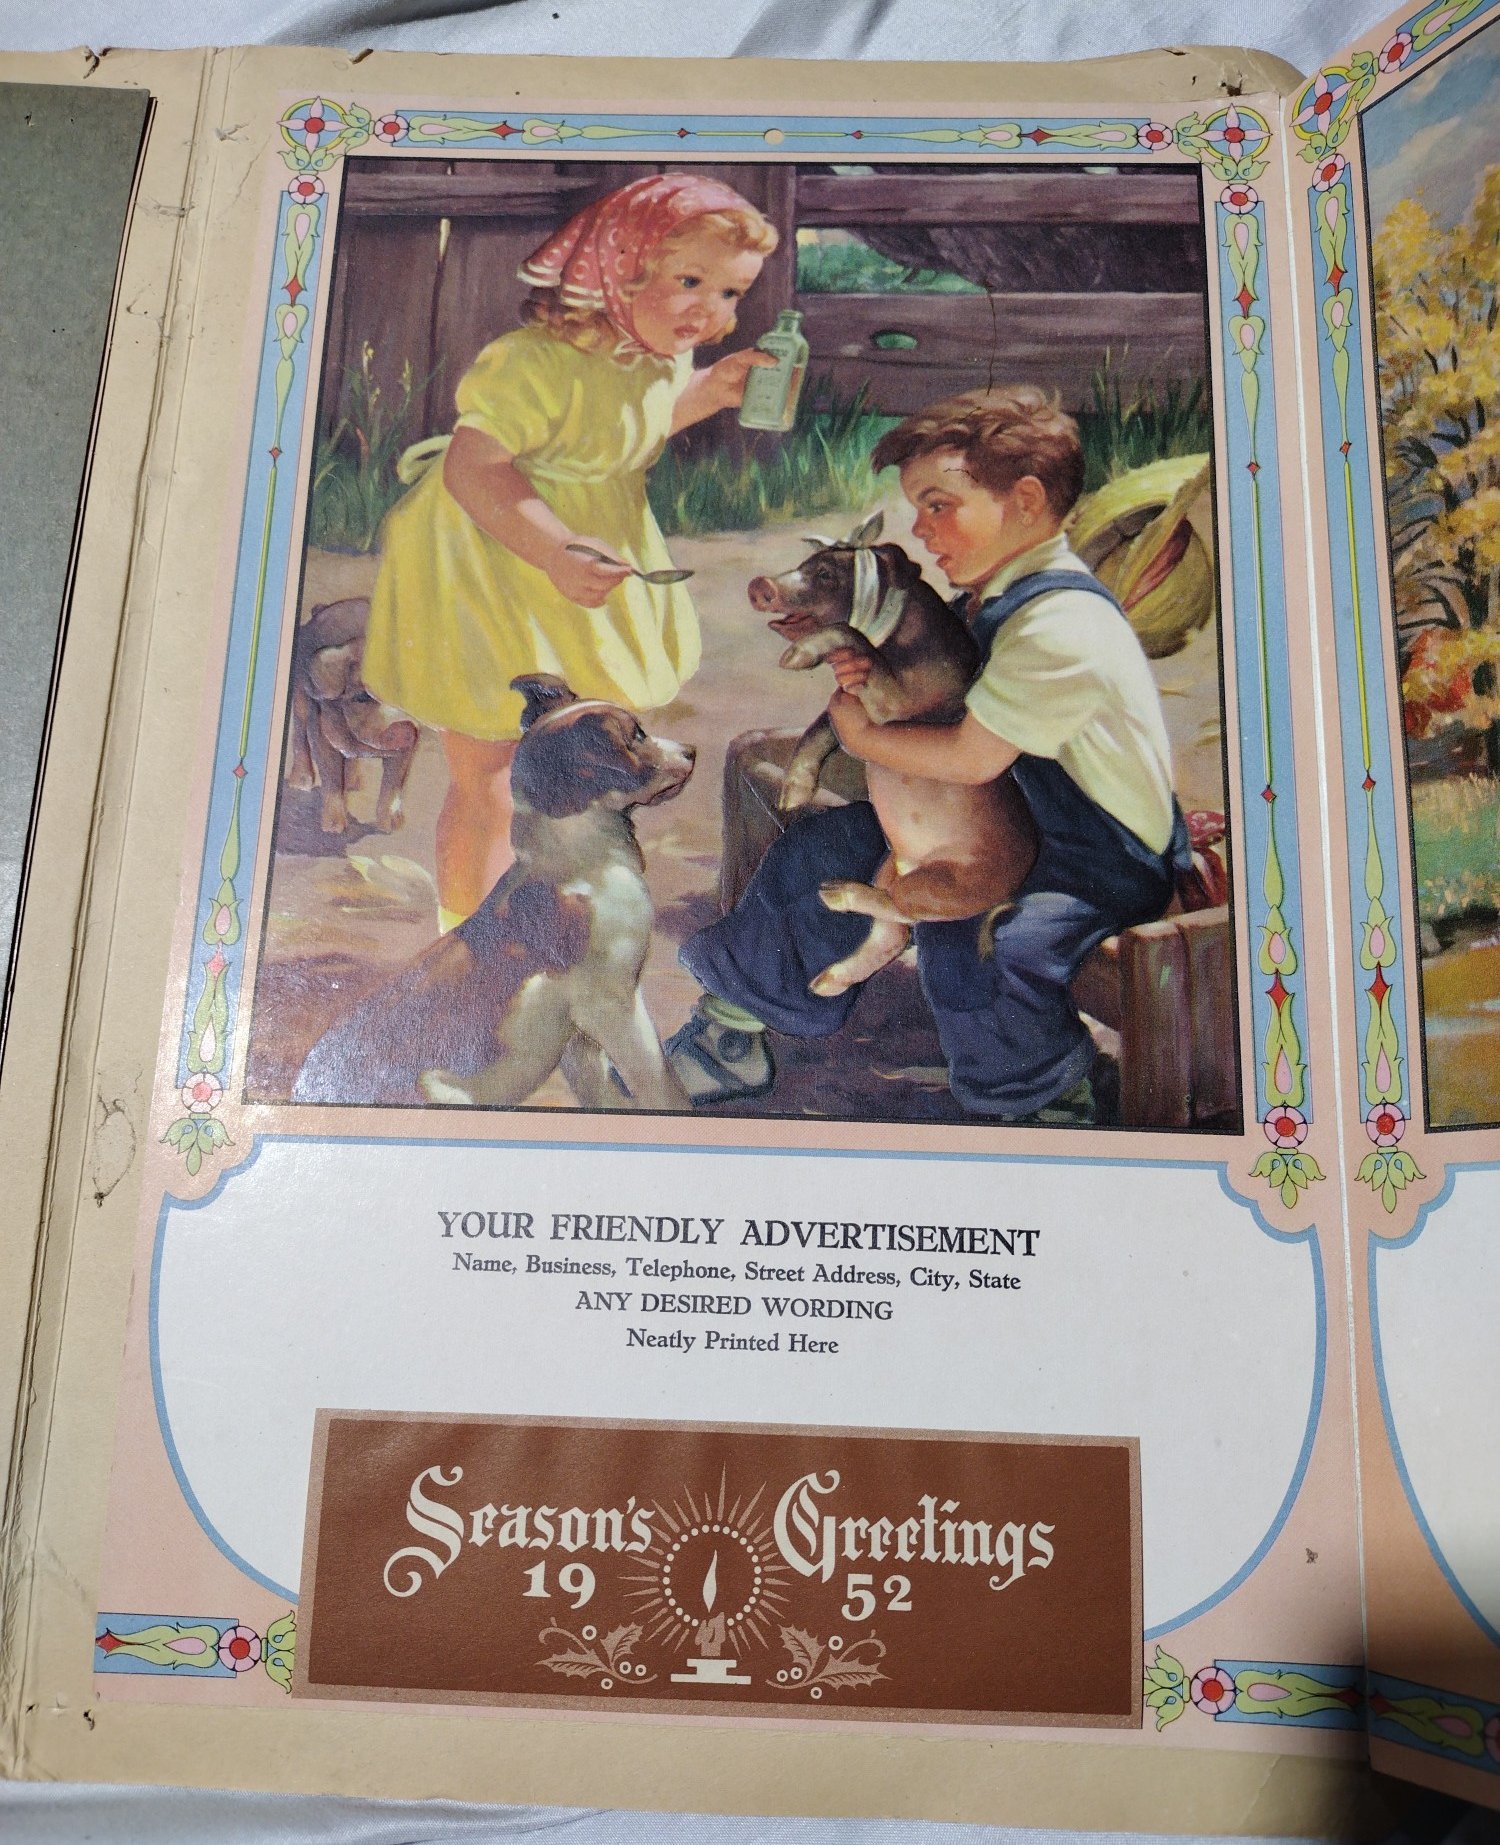 YOUR FRIENDLY ADVERTISEMENT
Name, Business, Telephone, Street Address, City, State
ANY DESIRED WORDING
Neatly Printed Here
Season's Greetings
19 52